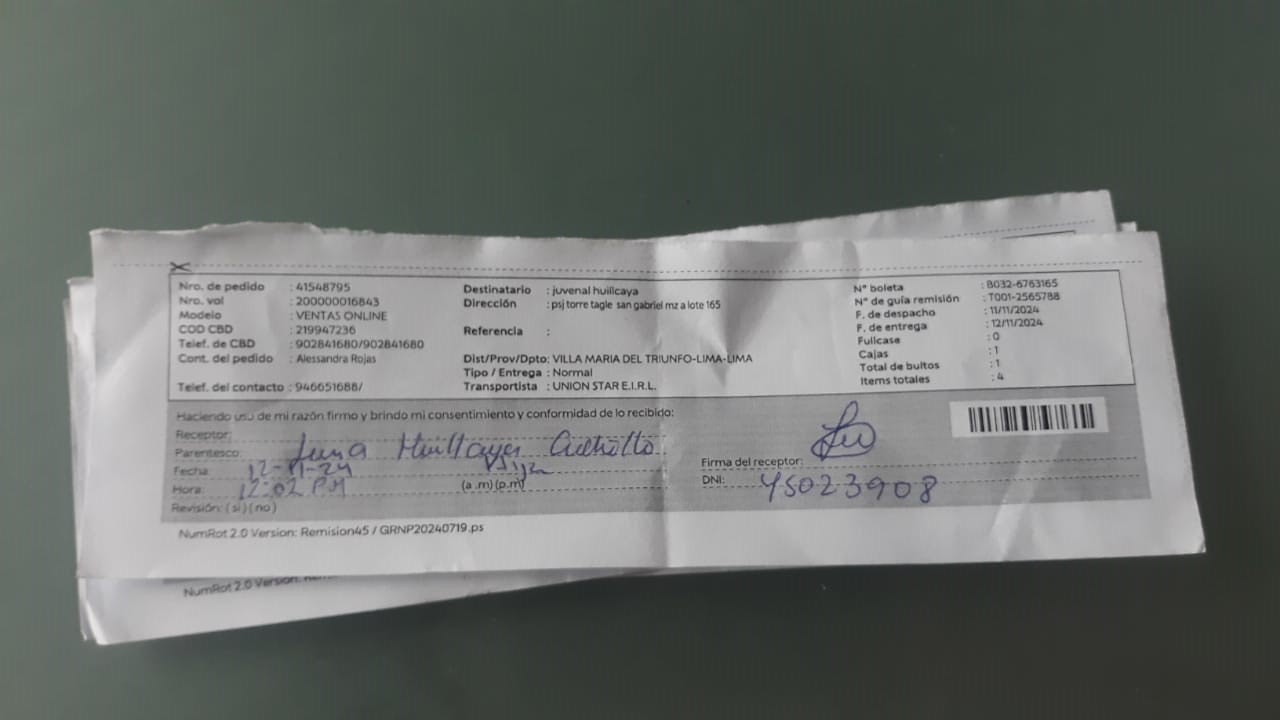 Nro. de pedido : 41548795
Nro. vol : 200000016843
Modelo : VENTAS ONLINE
COD CBD : 219947236
Telef. de CBD : 902841680/902841680
Cont. del pedido : Alessandra Rojas
Telef. del contacto : 946651688/
Destinatario : juvenal huillcaya
Dirección : psj torre tagle san gabriel mz a lote 165
Referencia :
Dist/Prov/Dpto: VILLA MARIA DEL TRIUNFO-LIMA-LIMA
Tipo / Entrega : Normal
Transportista : UNION STAR E.I.R.L.
N° boleta : B032-6763165
N° de guía remisión : T001-2565788
F. de despacho : 11/11/2024
F. de entrega : 12/11/2024
Fullcase : 0
Cajas : 1
Total de bultos : 1
Items totales : 4
Haciendo uso de mi razón firmo y brindo mi consentimiento y conformidad de lo recibido:
Receptor:
Parentesco: Huillcaya
Fecha: 12-11-24
Hora: 12:02 PM (a .m) (p.m)
Revisión: ( si ) ( no )
Firma del receptor:
DNI: 45023908
NumRot 2.0 Version: Remision45 / GRNP20240719.ps
NumRot 2.0 Version: